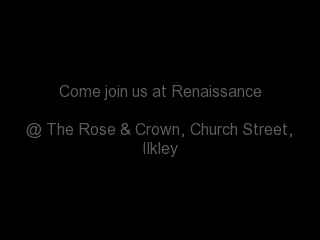 Come join us at Renaissance
@ The Rose & Crown, Church Street,
Ilkley